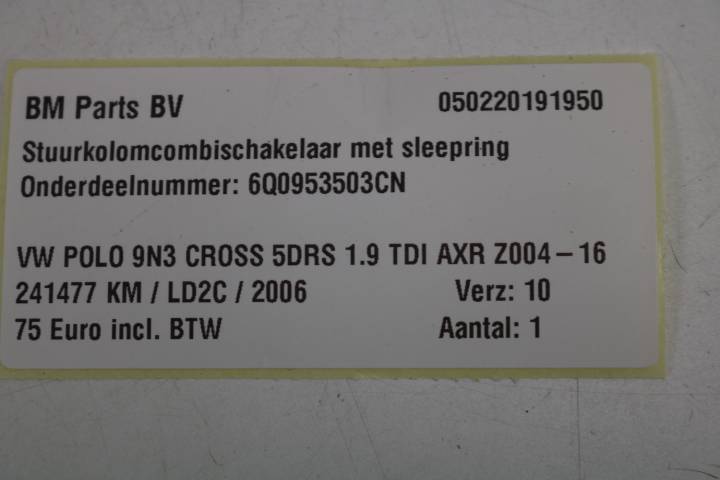 BM Parts BV 050220191950
Stuurkolomcombischakelaar met sleepring
Onderdeelnummer: 6Q0953503CN
VW POLO 9N3 CROSS 5DRS 1.9 TDI AXR Z004-16
241477 KM / LD2C / 2006 Verz: 10
75 Euro incl. BTW Aantal: 1